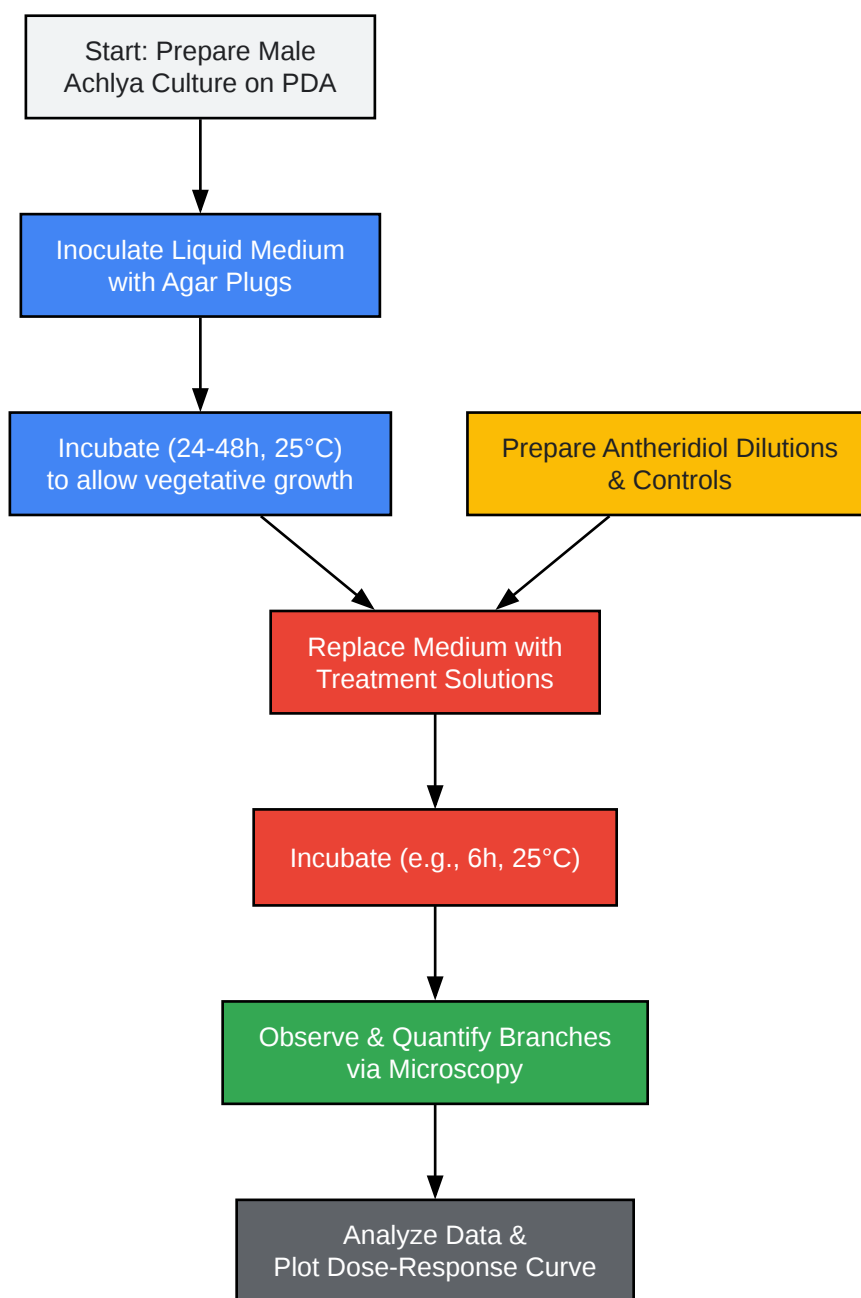 Start: Prepare Male
Achlya Culture on PDA
Inoculate Liquid Medium
with Agar Plugs
Incubate (24-48h, 25°C)
to allow vegetative growth
Prepare Antheridiol Dilutions
& Controls
Replace Medium with
Treatment Solutions
Incubate (e.g., 6h, 25°C)
Observe & Quantify Branches
via Microscopy
Analyze Data &
Plot Dose-Response Curve